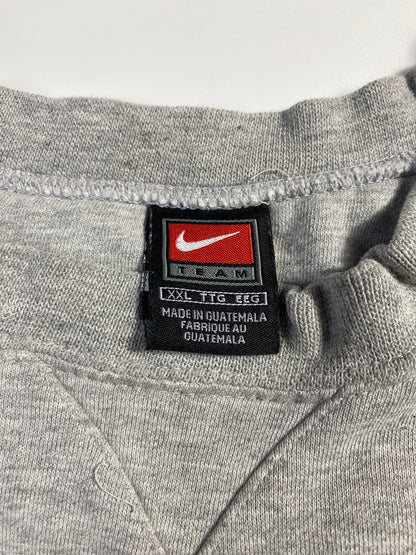 TEAM
XXL TTG EEG
MADE IN GUATEMALA
FABRIQUE AU
GUATEMALA